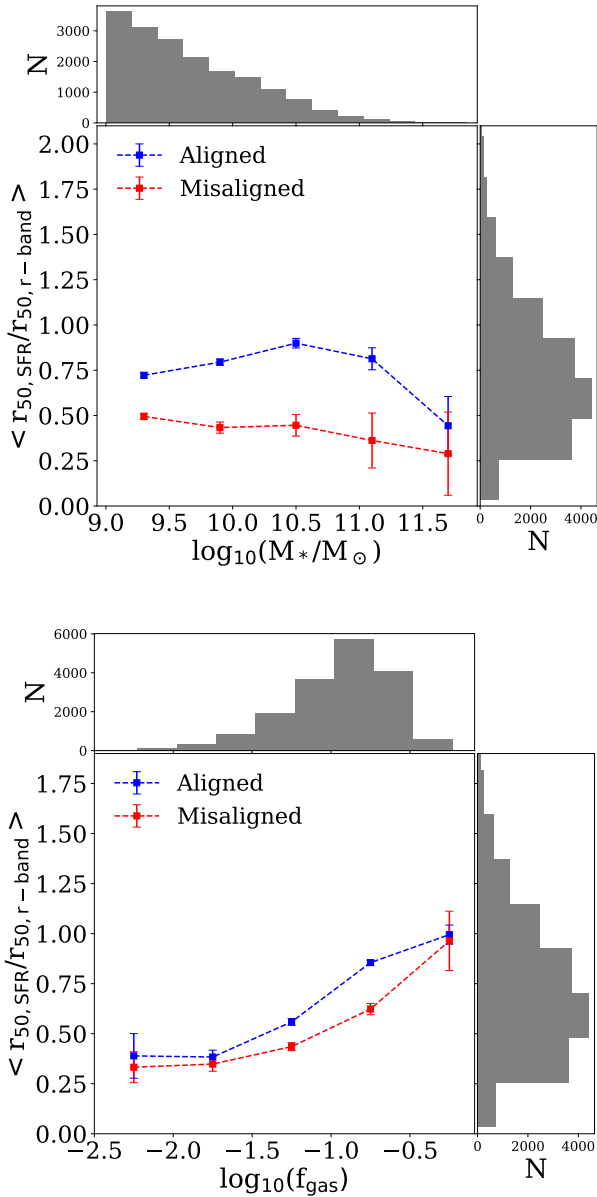 3000
2000
1000
0
N
2.00
1.75
1.50
1.25
1.00
0.75
0.50
0.25
0.00
< r50, SFR/r50, r − band >
Aligned
Misaligned
9.0 9.5 10.0 10.5 11.0 11.5
log10(M*/M⊙)
0 2000 4000
N
6000
4000
2000
0
N
1.75
1.50
1.25
1.00
0.75
0.50
0.25
0.00
< r50, SFR/r50, r − band >
Aligned
Misaligned
−2.5 −2.0 −1.5 −1.0 −0.5
log10(fgas)
0 2000 4000
N